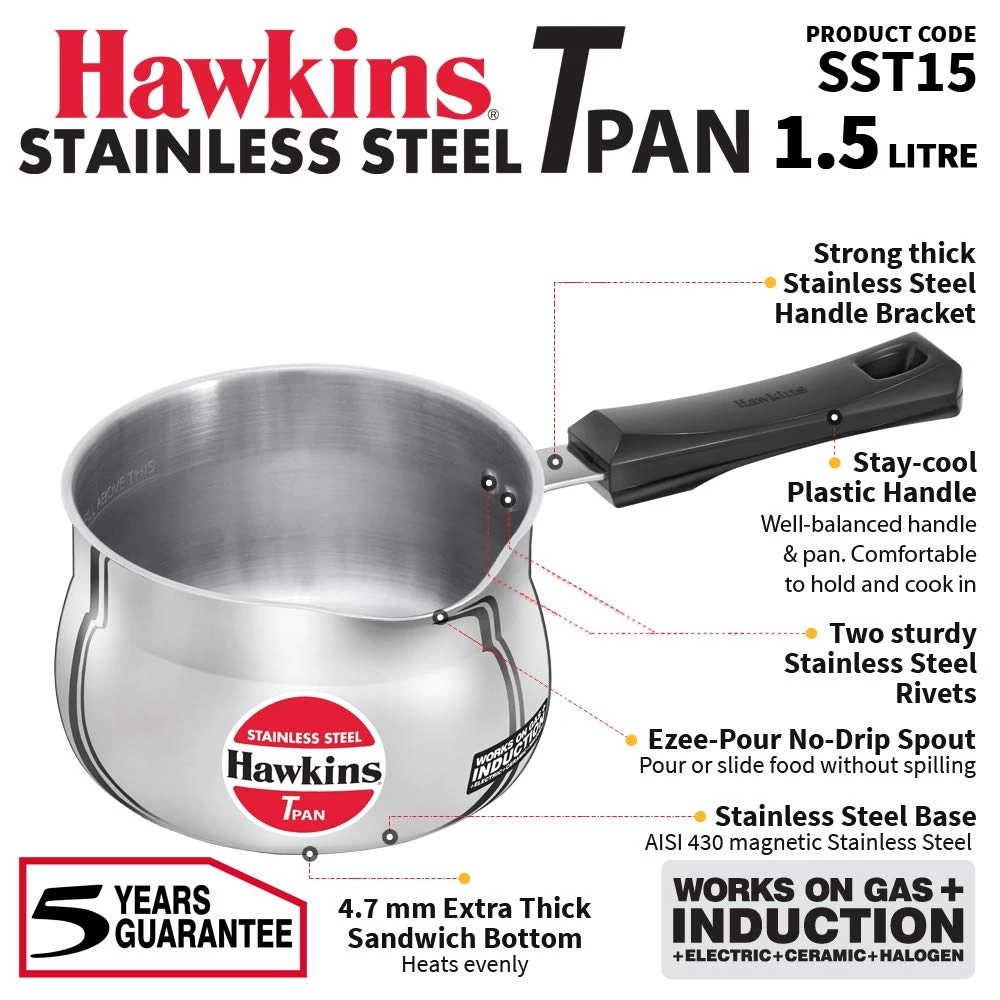 Hawkins®
STAINLESS STEEL TPAN
PRODUCT CODE
SST15
1.5 LITRE
Strong thick
Stainless Steel
Handle Bracket
Hawkins
Stay-cool
Plastic Handle
Well-balanced handle
& pan. Comfortable
to hold and cook in
ABOVE THIS
Two sturdy
Stainless Steel
Rivets
Ezee-Pour No-Drip Spout
Pour or slide food without spilling
STAINLESS STEEL
Hawkins
TPAN
WORKS ON GAS+
INDUCTION
+ELECTRIC+CERAMIC+
Stainless Steel Base
AISI 430 magnetic Stainless Steel
5 YEARS
GUARANTEE
4.7 mm Extra Thick
Sandwich Bottom
Heats evenly
WORKS ON GAS+
INDUCTION
+ELECTRIC+CERAMIC+HALOGEN